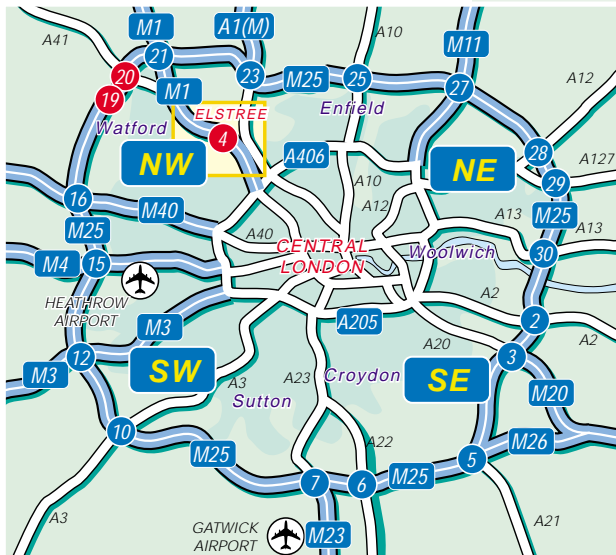 A41
M1
A1(M)
A10
M11
A12
20
21
23
M25
25
27
19
M1
Enfield
ELSTREE
Watford
4
28
A127
NW
A406
NE
29
A10
16
M40
A12
M25
M25
A40
A13
A13
CENTRAL
LONDON
Woolwich
30
M4
15
HEATHROW
AIRPORT
A2
M3
A205
2
A2
A20
3
12
M3
SW
A3
A23
Croydon
SE
M20
Sutton
10
A22
M26
M25
5
7
6
M25
A3
A21
GATWICK
AIRPORT
M23